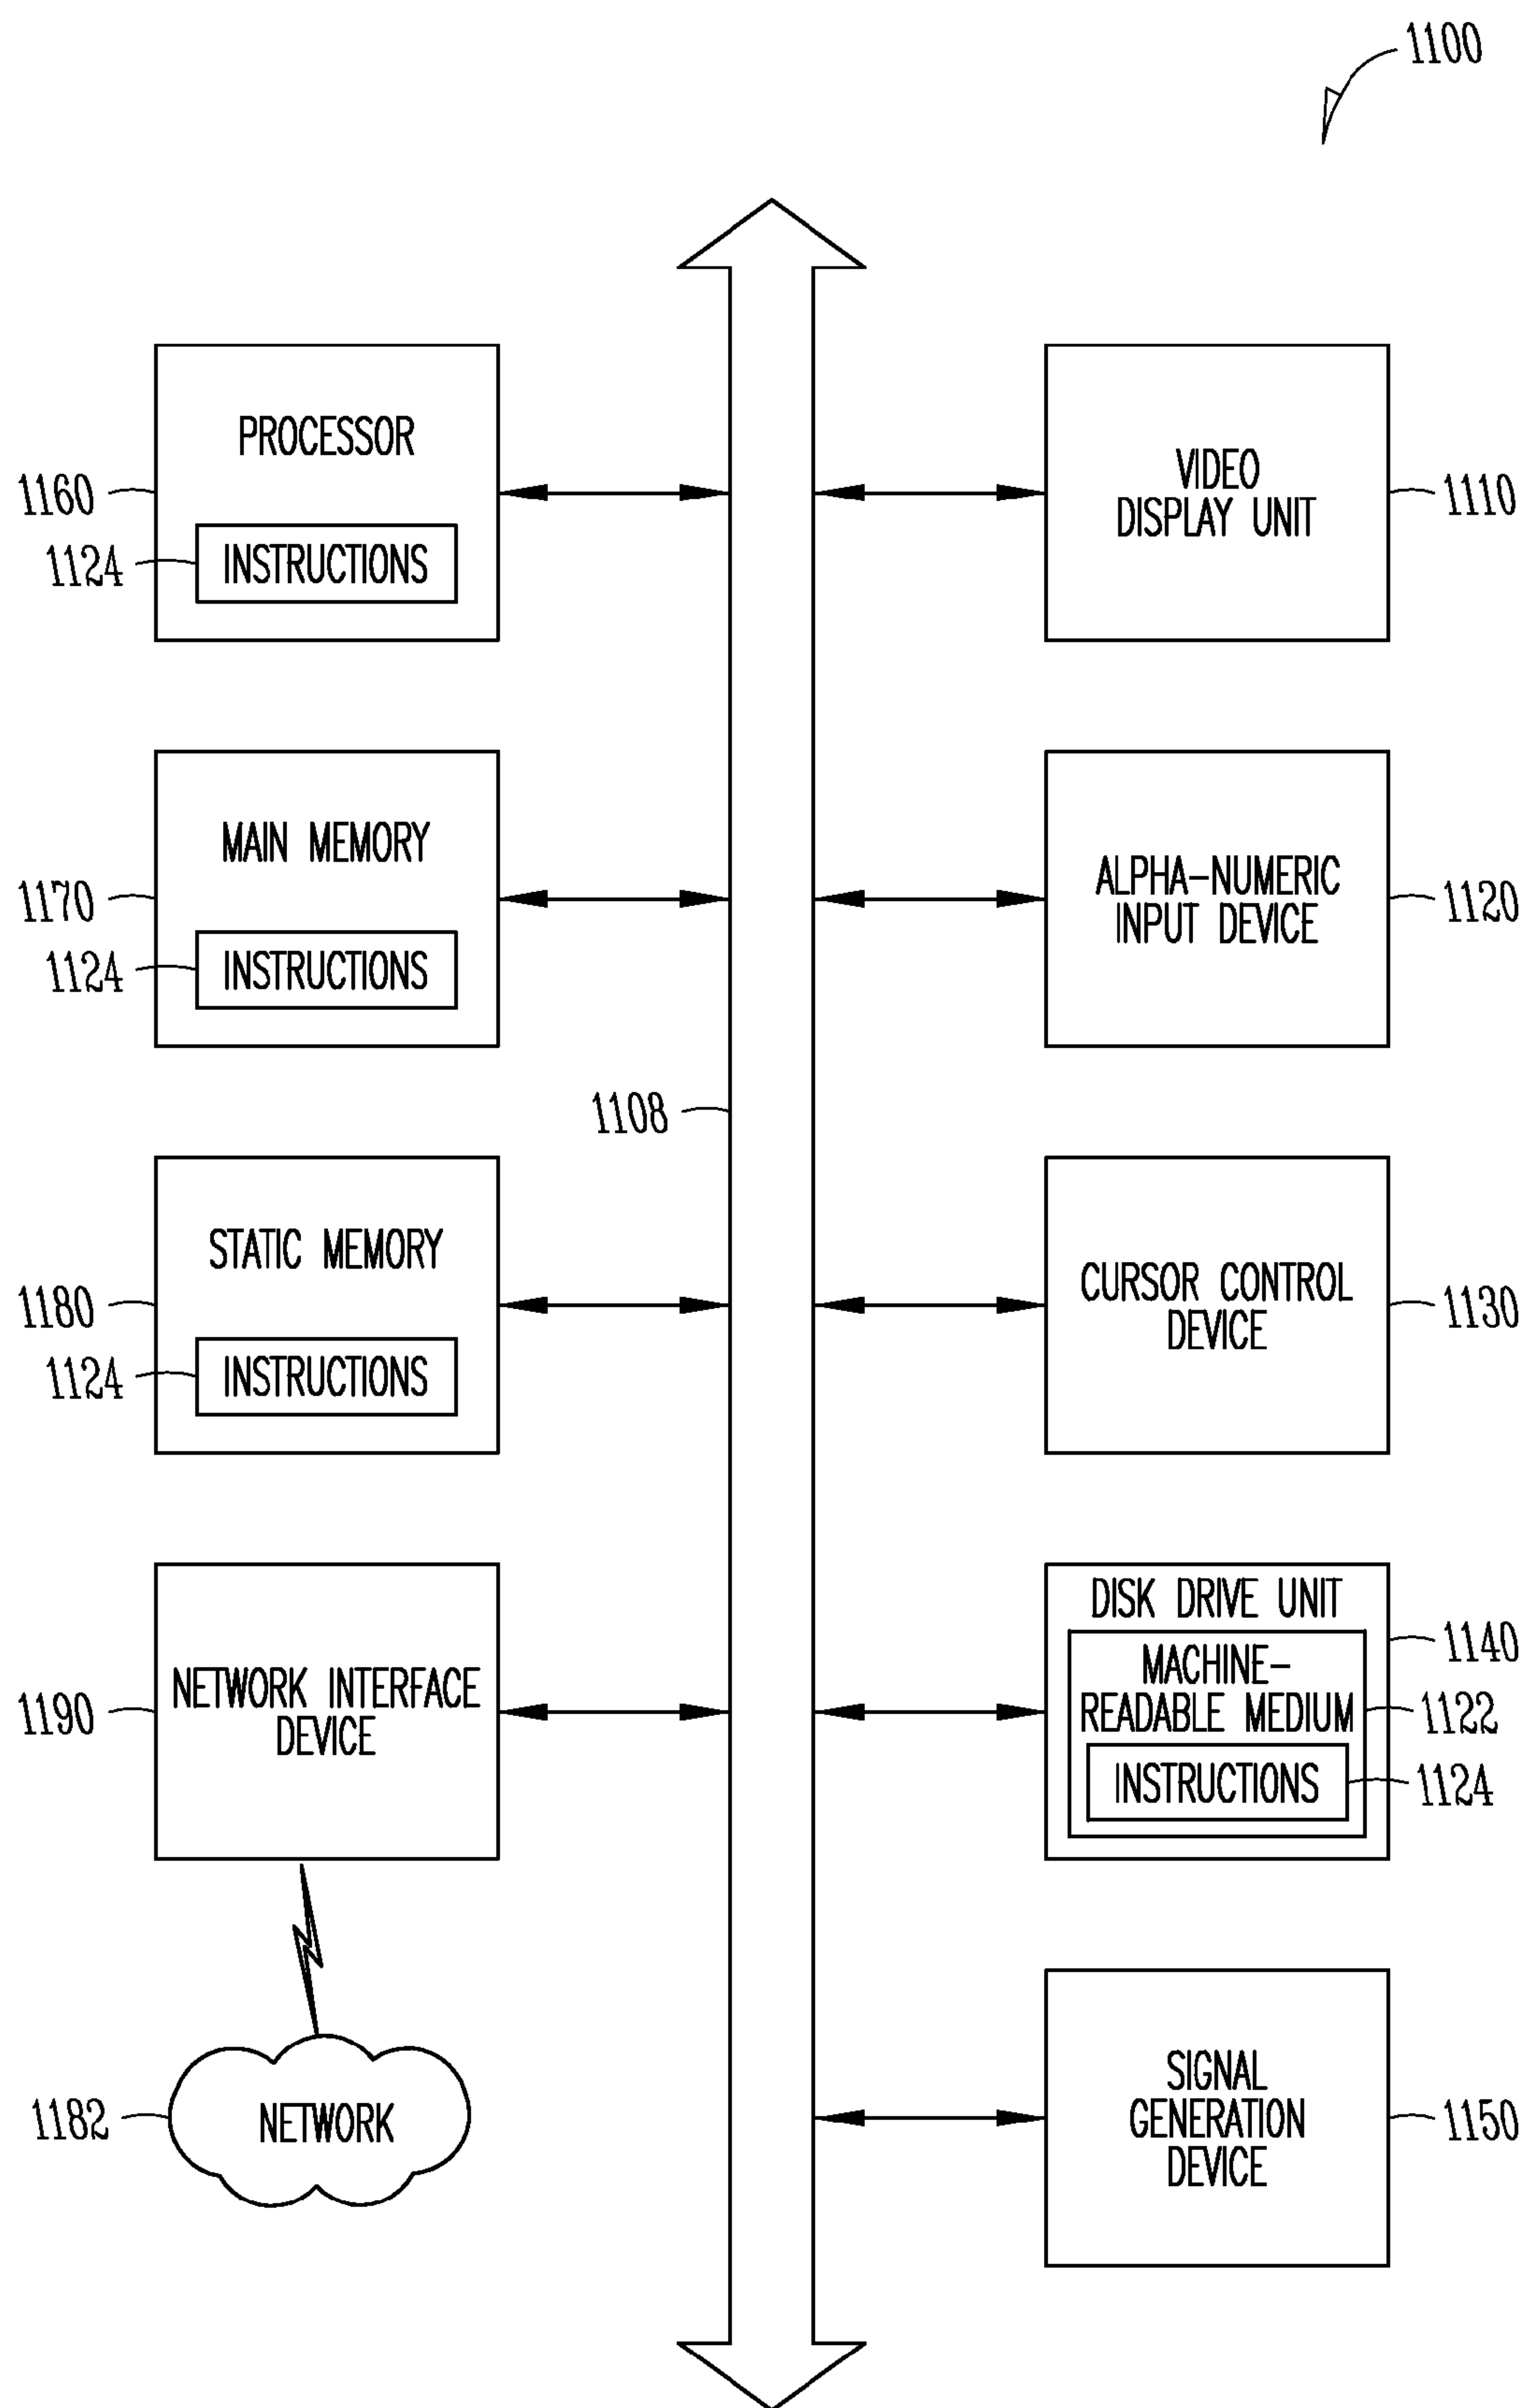 1100
PROCESSOR
1160
1124
INSTRUCTIONS
VIDEO
DISPLAY UNIT
1110
MAIN MEMORY
1170
1124
INSTRUCTIONS
ALPHA-NUMERIC
INPUT DEVICE
1120
1108
STATIC MEMORY
1180
1124
INSTRUCTIONS
CURSOR CONTROL
DEVICE
1130
NETWORK INTERFACE
DEVICE
1190
DISK DRIVE UNIT
1140
MACHINE-
READABLE MEDIUM
1122
INSTRUCTIONS
1124
NETWORK
1182
SIGNAL
GENERATION
DEVICE
1150